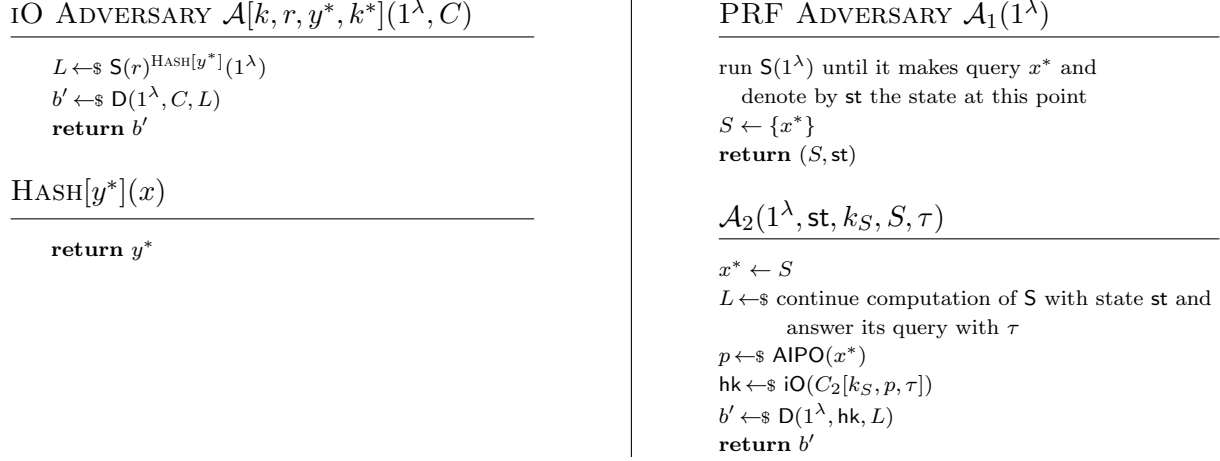 iO Adversary 𝒜[k, r, y*, k*](1^λ, C)
L ←$ S(r)^{Hash[y*]}(1^λ)
b′ ←$ D(1^λ, C, L)
return b′
Hash[y*](x)
return y*
PRF Adversary 𝒜₁(1^λ)
run S(1^λ) until it makes query x* and
denote by st the state at this point
S ← {x*}
return (S, st)
𝒜₂(1^λ, st, k_S, S, τ)
x* ← S
L ←$ continue computation of S with state st and
answer its query with τ
p ←$ AIPO(x*)
hk ←$ iO(C₂[k_S, p, τ])
b′ ←$ D(1^λ, hk, L)
return b′